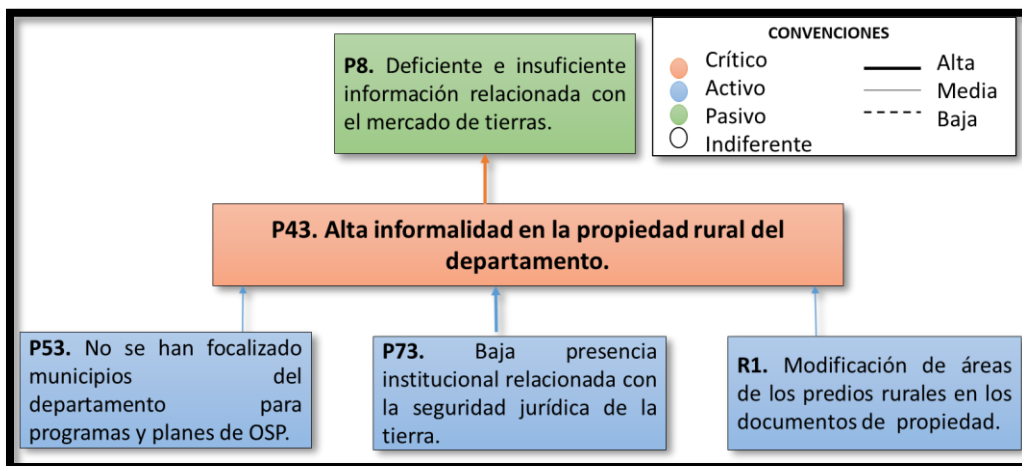 P8. Deficiente e insuficiente
información relacionada con
el mercado de tierras.
CONVENCIONES
Crítico
Activo
Pasivo
Indiferente
Alta
Media
Baja
P43. Alta informalidad en la propiedad rural del
departamento.
P53. No se han focalizado
municipios del
departamento para
programas y planes de OSP.
P73. Baja presencia
institucional relacionada con
la seguridad jurídica de la
tierra.
R1. Modificación de áreas
de los predios rurales en los
documentos de propiedad.